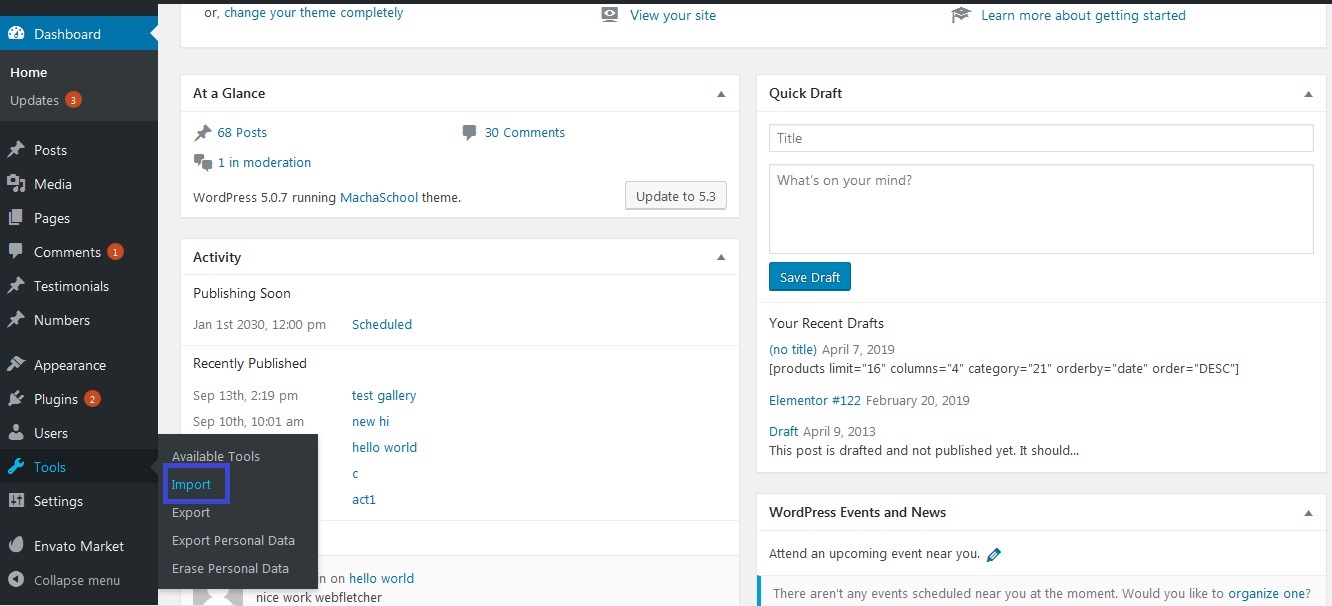 or, change your theme completely
View your site
Learn more about getting started
Dashboard
Home
Updates 3
Posts
Media
Pages
Comments 1
Testimonials
Numbers
Appearance
Plugins 2
Users
Tools
Settings
Envato Market
Collapse menu
Available Tools
Import
Export
Export Personal Data
Erase Personal Data
At a Glance
68 Posts
30 Comments
1 in moderation
WordPress 5.0.7 running MachaSchool theme.
Update to 5.3
Activity
Publishing Soon
Jan 1st 2030, 12:00 pm Scheduled
Recently Published
Sep 13th, 2:19 pm test gallery
Sep 10th, 10:01 am new hi
hello world
c
act1
on hello world
nice work webfletcher
Quick Draft
Title
What's on your mind?
Save Draft
Your Recent Drafts
(no title) April 7, 2019
[products limit="16" columns="4" category="21" orderby="date" order="DESC"]
Elementor #122 February 20, 2019
Draft April 9, 2013
This post is drafted and not published yet. It should...
WordPress Events and News
Attend an upcoming event near you.
There aren't any events scheduled near you at the moment. Would you like to organize one?